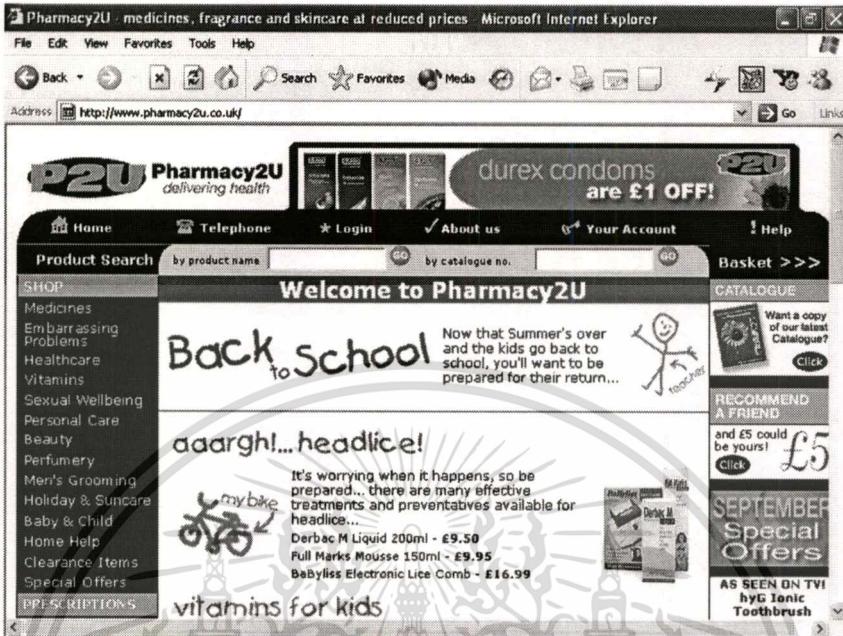 Pharmacy2U - medicines, fragrance and skincare at reduced prices - Microsoft Internet Explorer
File Edit View Favorites Tools Help
Back Search Favorites Media
Address http://www.pharmacy2u.co.uk/ Go Links
P2U Pharmacy2U
delivering health
durex condoms
are £1 OFF!
P2U
Home Telephone Login About us Your Account Help
Product Search by product name GO by catalogue no. GO Basket >>>
SHOP
Medicines
Embarrassing
Problems
Healthcare
Vitamins
Sexual Wellbeing
Personal Care
Beauty
Perfumery
Men's Grooming
Holiday & Suncare
Baby & Child
Home Help
Clearance Items
Special Offers
PRESCRIPTIONS
Welcome to Pharmacy2U
Back to School
Now that Summer's over
and the kids go back to
school, you'll want to be
prepared for their return...
teacher
aaargh!... headlice!
my bike
It's worrying when it happens, so be
prepared... there are many effective
treatments and preventatives available for
headlice...
Derbac M Liquid 200ml - £9.50
Full Marks Mousse 150ml - £9.95
BaByliss Electronic Lice Comb - £16.99
Derbac M
vitamins for kids
CATALOGUE
Want a copy
of our latest
Catalogue?
Click
RECOMMEND
A FRIEND
and £5 could
be yours!
Click
£5
SEPTEMBER
Special
Offers
AS SEEN ON TV!
hyG Ionic
Toothbrush